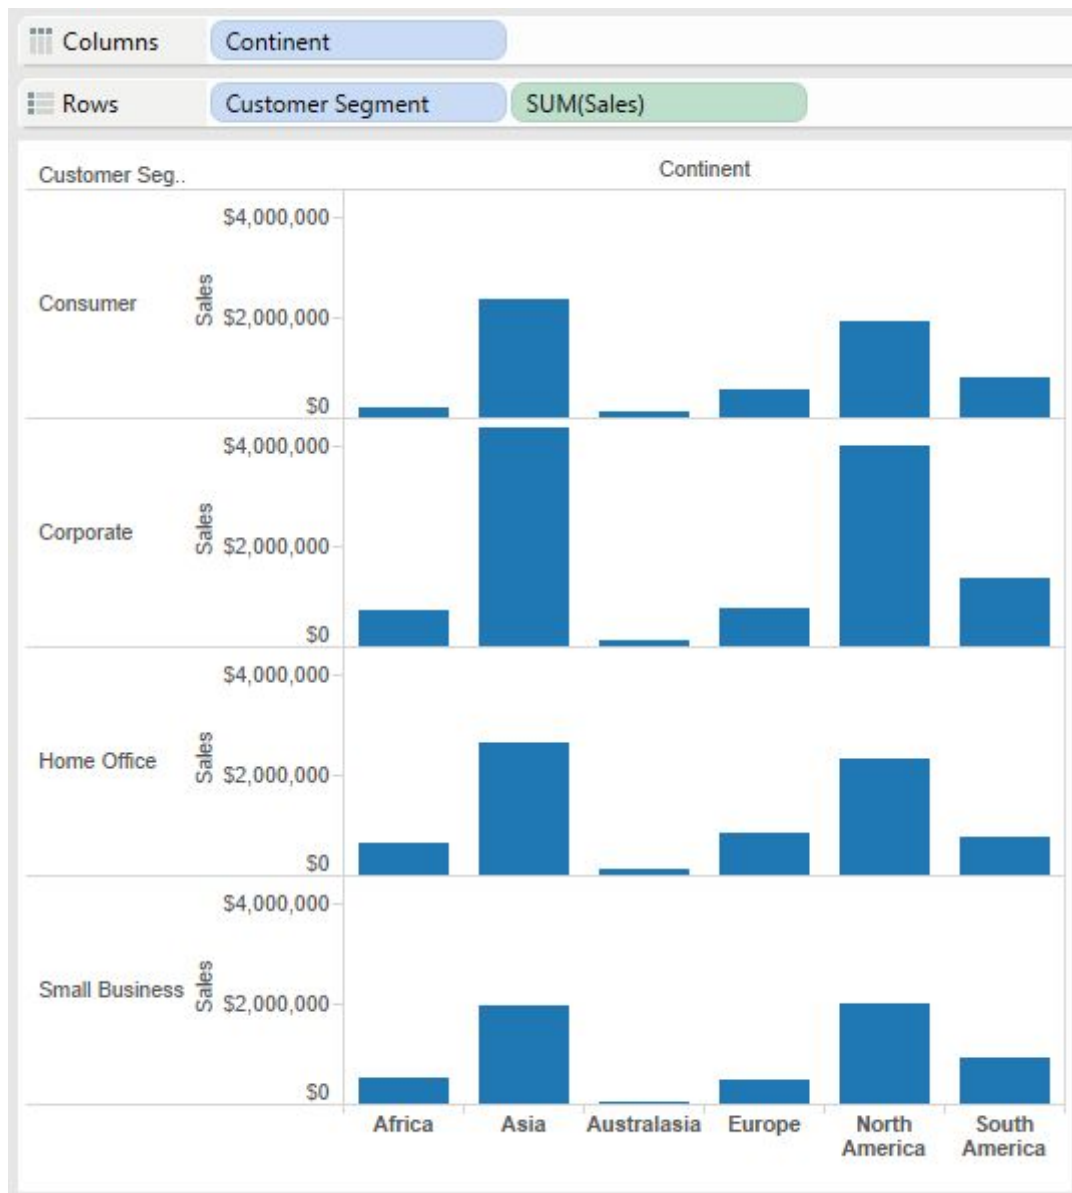 Columns Continent
Rows Customer Segment SUM(Sales)
Customer Seg.. Continent
Consumer
Sales
$4,000,000
$2,000,000
$0
Corporate
Sales
$4,000,000
$2,000,000
$0
Home Office
Sales
$4,000,000
$2,000,000
$0
Small Business
Sales
$4,000,000
$2,000,000
$0
Africa Asia Australasia Europe North America South America